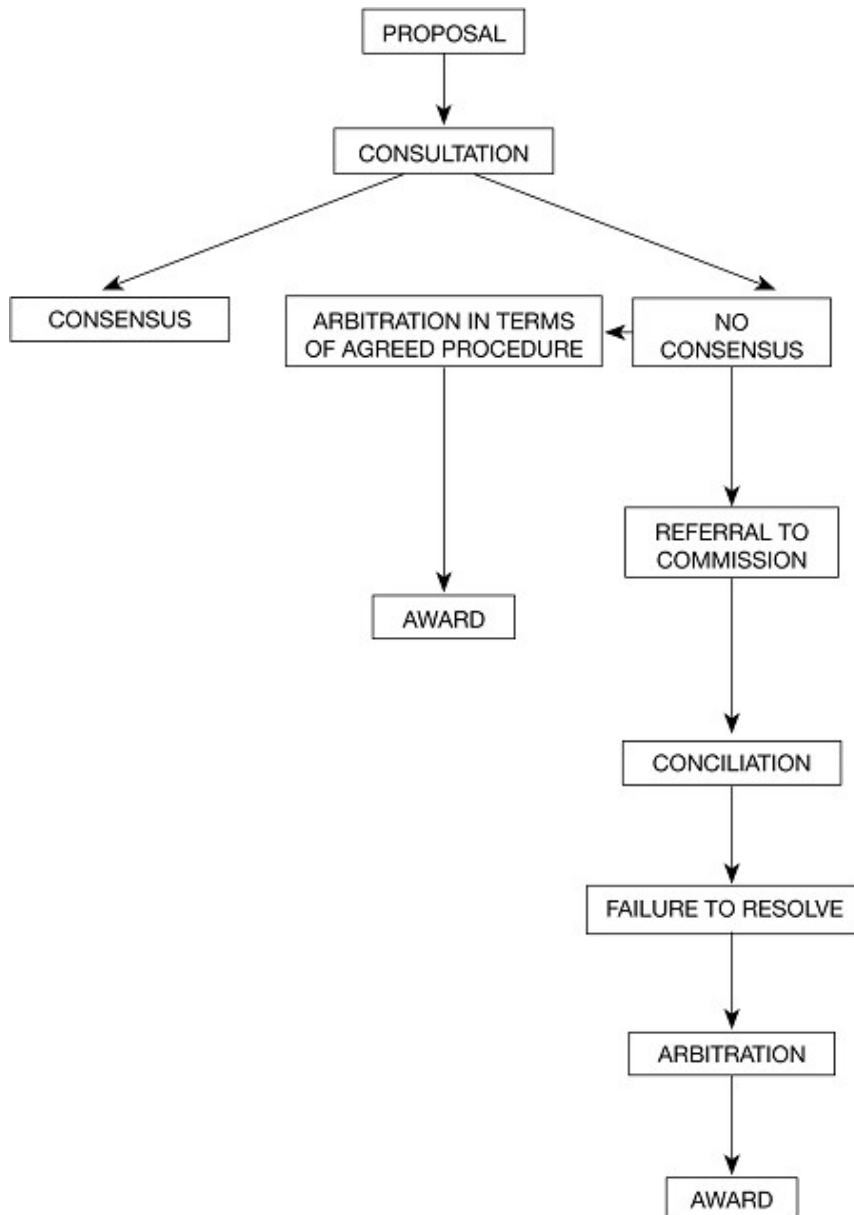 PROPOSAL
CONSULTATION
CONSENSUS
ARBITRATION IN TERMS
OF AGREED PROCEDURE
NO
CONSENSUS
REFERRAL TO
COMMISSION
AWARD
CONCILIATION
FAILURE TO RESOLVE
ARBITRATION
AWARD